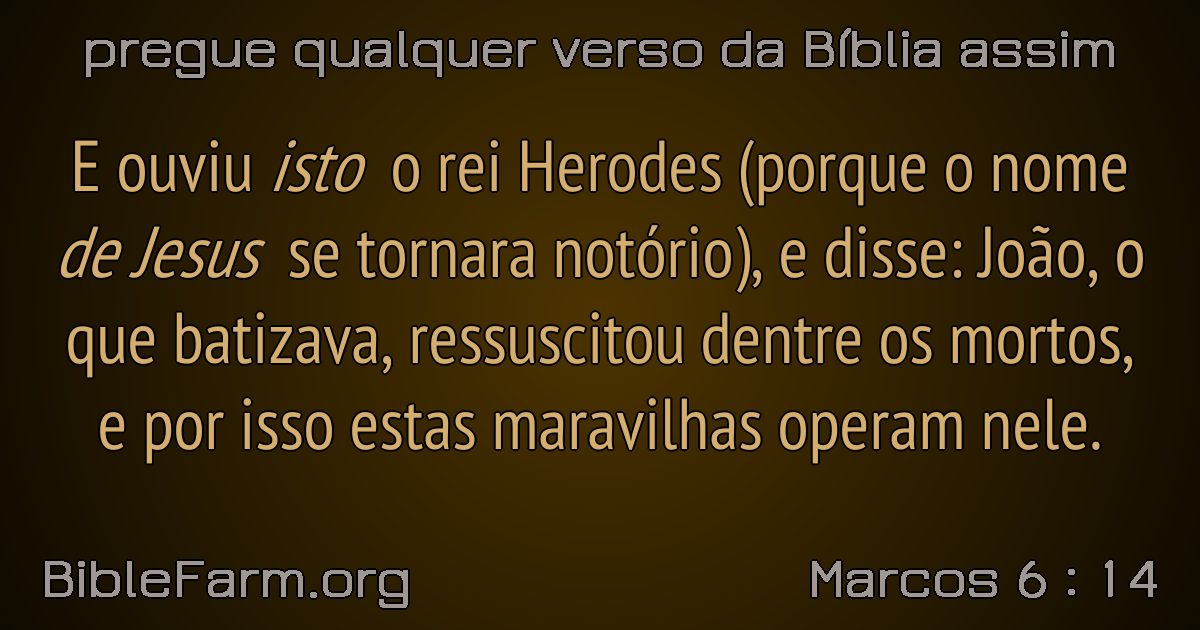 pregue qualquer verso da Bíblia assim
E ouviu isto o rei Herodes (porque o nome
de Jesus se tornara notório), e disse: João, o
que batizava, ressuscitou dentre os mortos,
e por isso estas maravilhas operam nele.
BibleFarm.org
Marcos 6 : 14